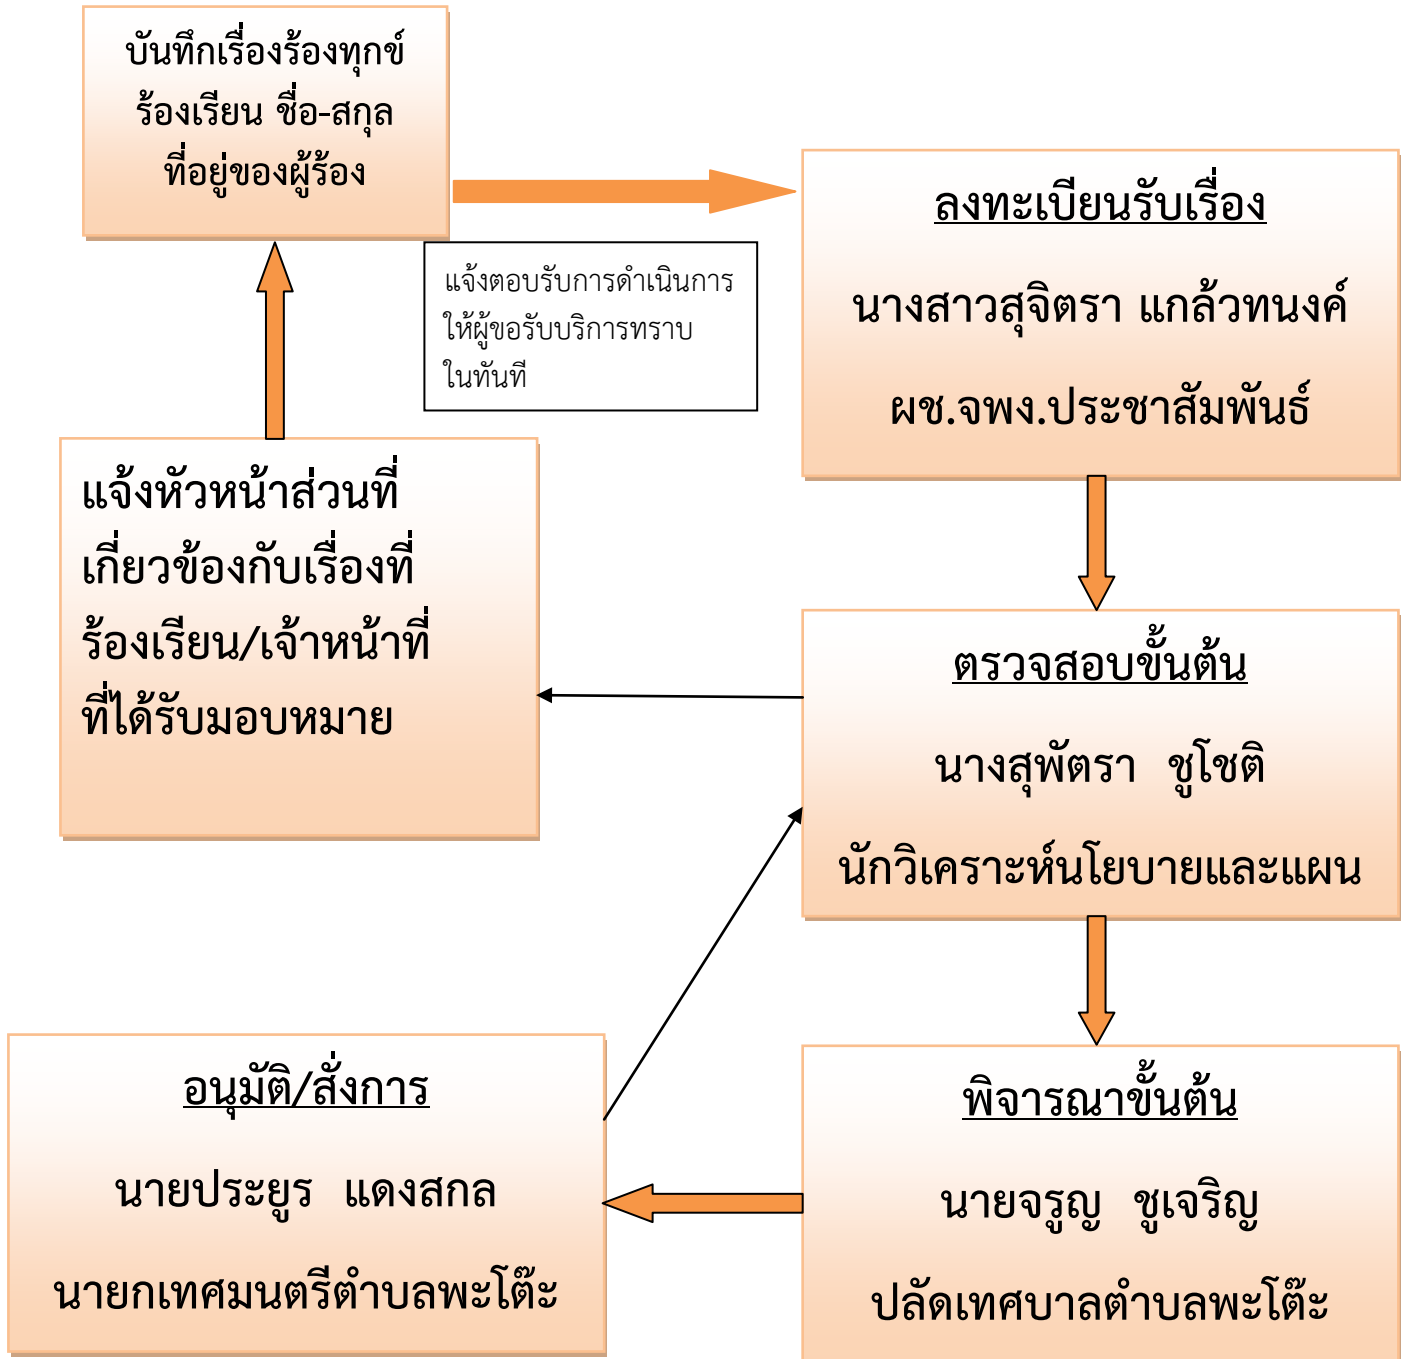 บันทึกเรื่องร้องทุกข์
ร้องเรียน ชื่อ-สกุล
ที่อยู่ของผู้ร้อง
ลงทะเบียนรับเรื่อง
นางสาวสุจิตรา แกล้วทนงค์
ผช.จพง.ประชาสัมพันธ์
แจ้งตอบรับการดำเนินการ
ให้ผู้ขอรับบริการทราบ
ในทันที
แจ้งหัวหน้าส่วนที่
เกี่ยวข้องกับเรื่องที่
ร้องเรียน/เจ้าหน้าที่
ที่ได้รับมอบหมาย
ตรวจสอบขั้นต้น
นางสุพัตรา ชูโชติ
นักวิเคราะห์นโยบายและแผน
อนุมัติ/สั่งการ
นายประยูร แดงสกล
นายกเทศมนตรีตำบลพะโต๊ะ
พิจารณาขั้นต้น
นายจรูญ ชูเจริญ
ปลัดเทศบาลตำบลพะโต๊ะ